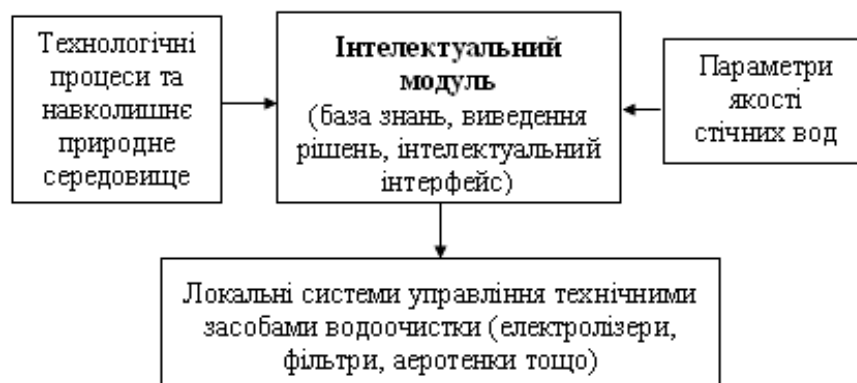 Технологічні
процеси та
навколишнє
природне
середовище
Інтелектуальний
модуль
(база знань, виведення
рішень, інтелектуальний
інтерфейс)
Параметри
якості
стічних вод
Локальні системи управління технічними
засобами водоочистки (електролізери,
фільтри, аеротенки тощо)